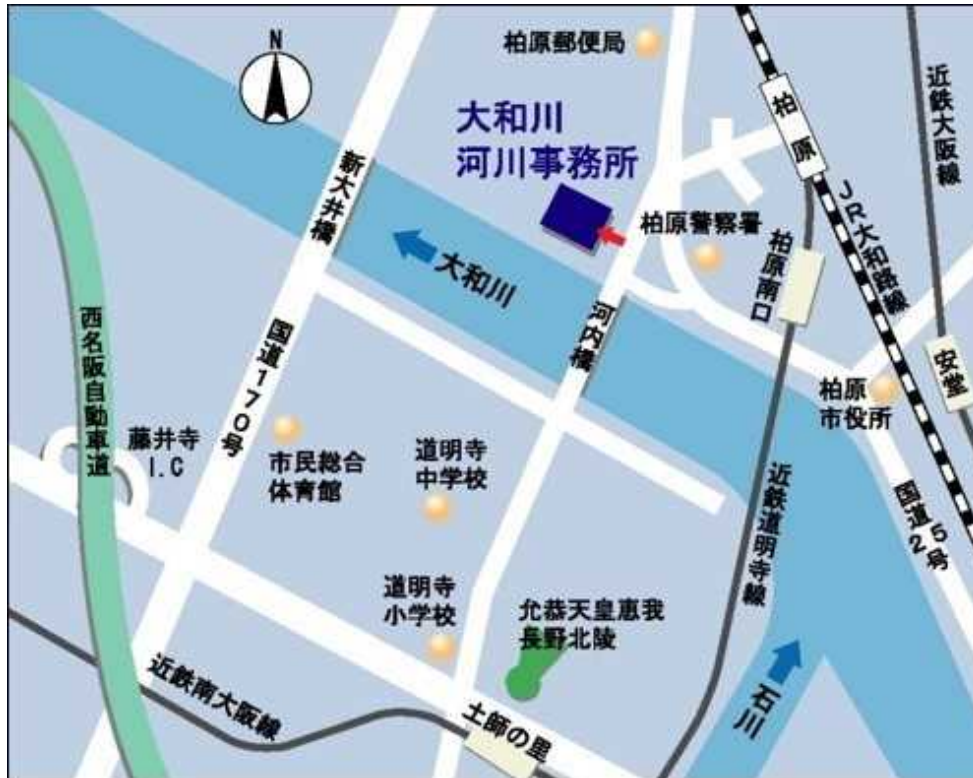 柏原郵便局
N
大和川
河川事務所
柏原
近鉄大阪線
新大井橋
柏原警察署
JR大和路線
大和川
柏原南口
西名阪自動車道
国道170号
河内橋
安堂
柏原
市役所
藤井寺
I.C
市民総合
体育館
道明寺
中学校
近鉄道明寺線
国道25号
道明寺
小学校
允恭天皇恵我
長野北陵
近鉄南大阪線
土師の里
石川